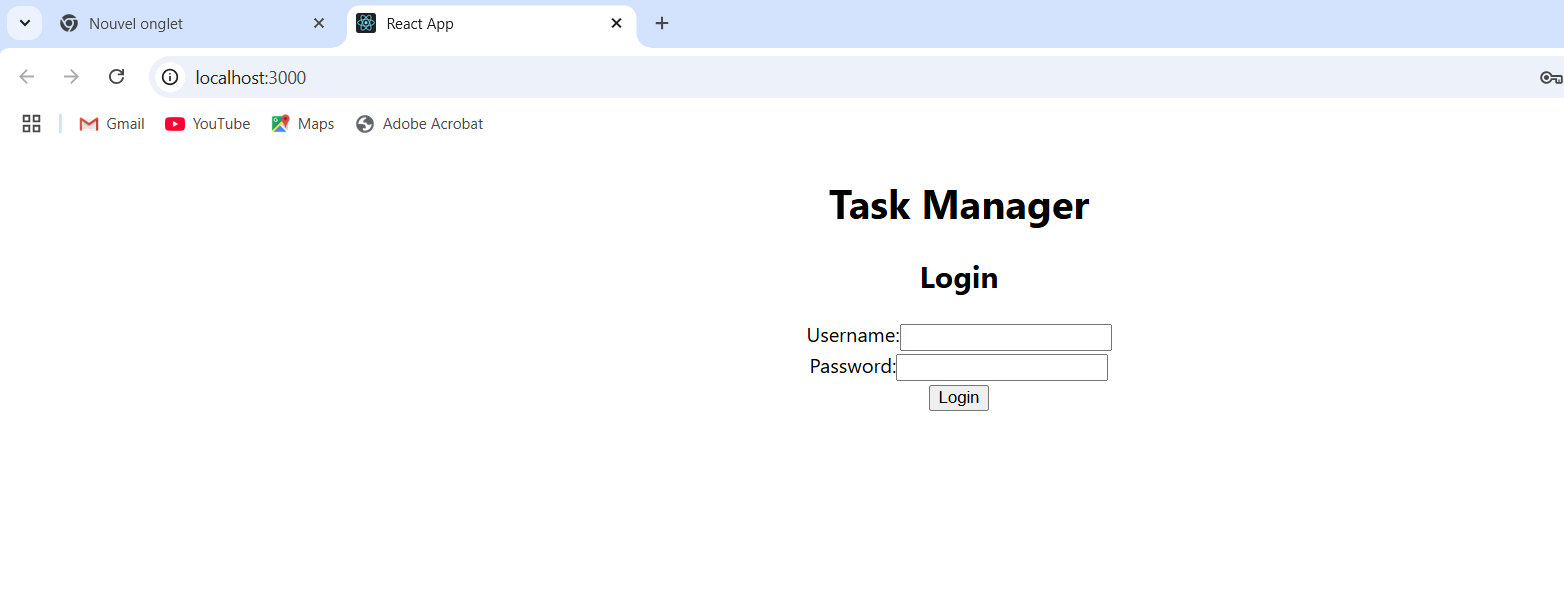 Nouvel onglet
React App
localhost:3000
Gmail
YouTube
Maps
Adobe Acrobat
Task Manager
Login
Username:
Password:
Login